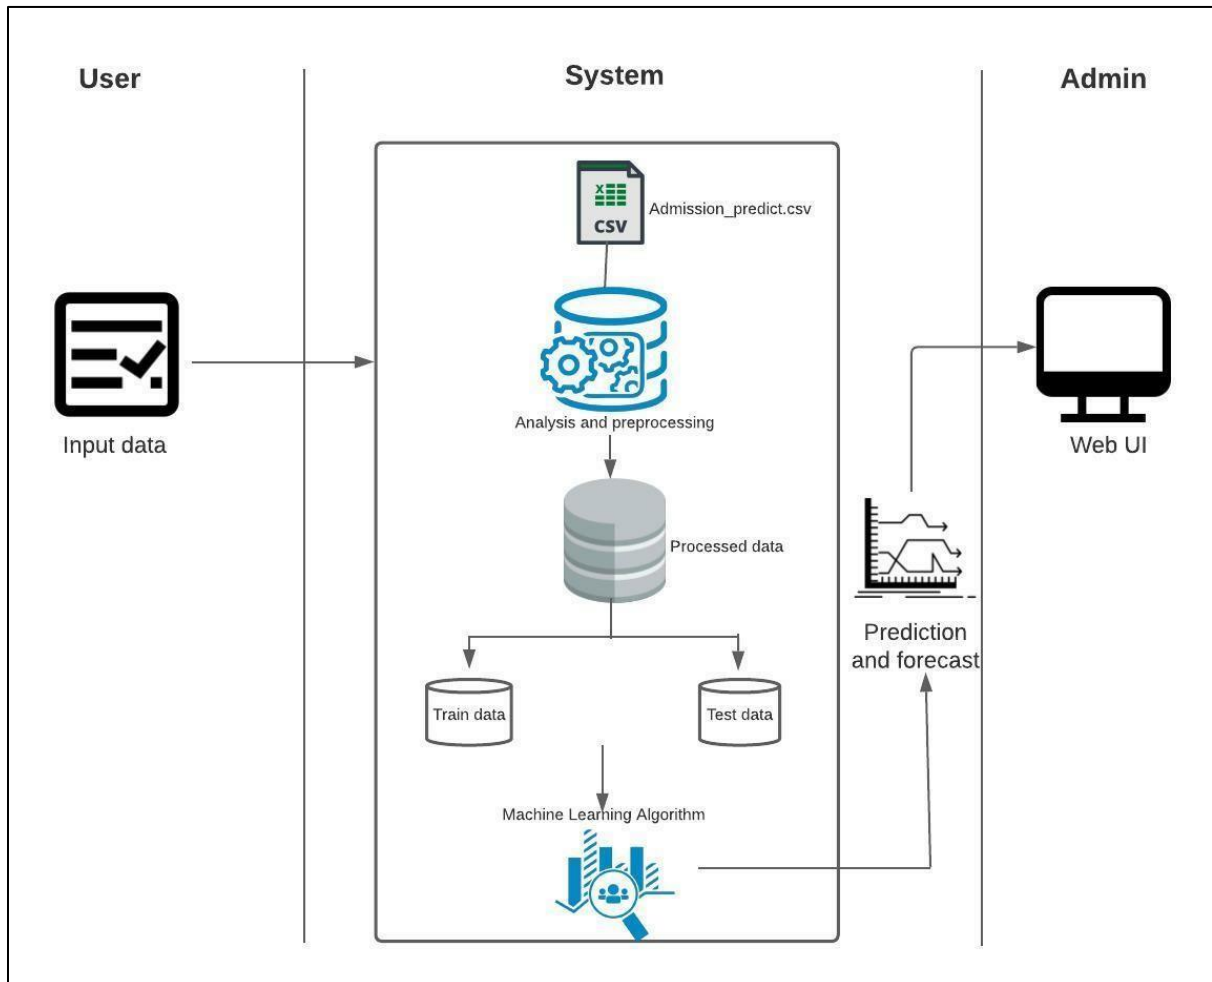 User
System
Admin
X
CSV
Admission_predict.csv
Input data
Analysis and preprocessing
Web UI
Processed data
Prediction
and forecast
Train data
Test data
Machine Learning Algorithm